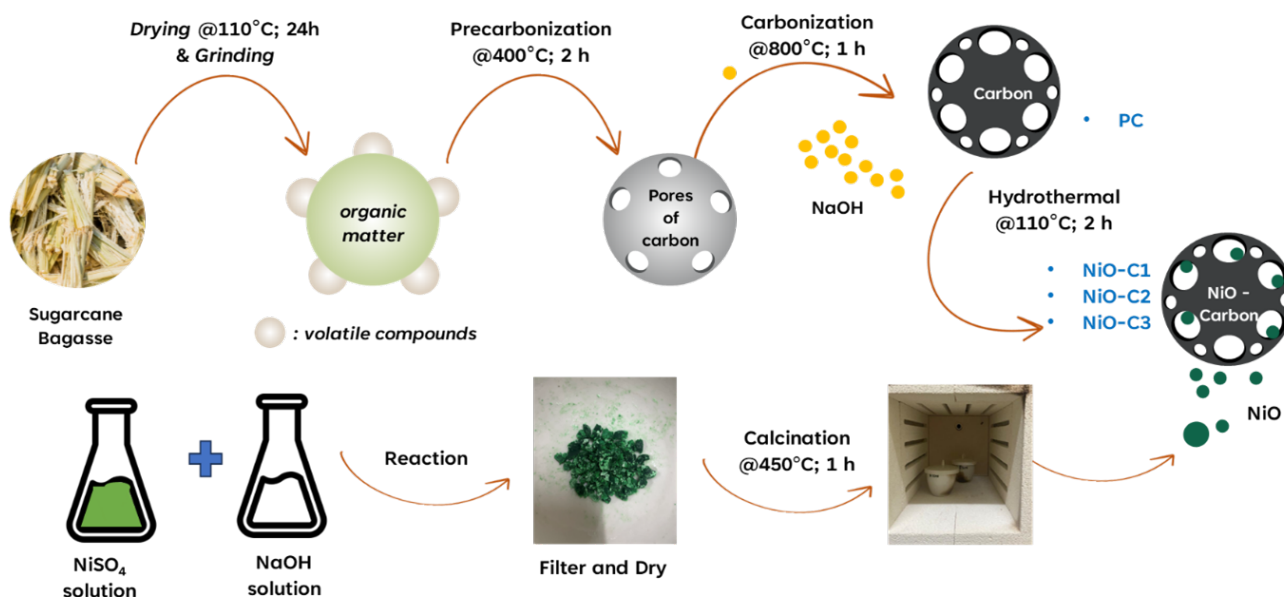 Drying @110°C; 24h
& Grinding
Precarbonization
@400°C; 2 h
Carbonization
@800°C; 1 h
Carbon
• PC
organic
matter
Pores
of
carbon
NaOH
Hydrothermal
@110°C; 2 h
• NiO-C1
• NiO-C2
• NiO-C3
NiO -
Carbon
Sugarcane
Bagasse
: volatile compounds
NiO
Reaction
Calcination
@450°C; 1 h
NiSO₄
solution
NaOH
solution
Filter and Dry